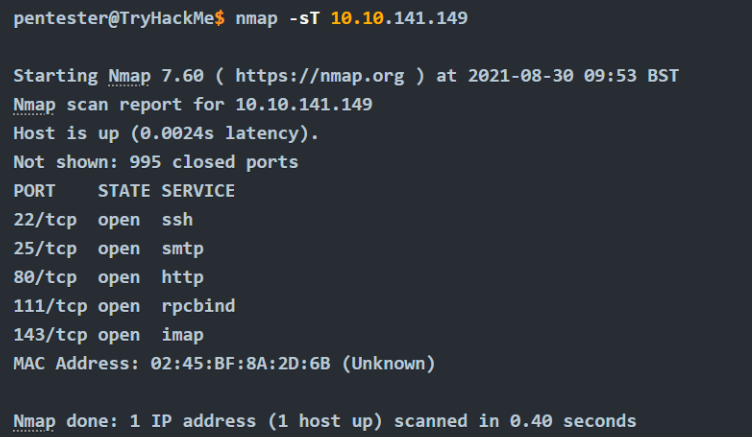 pentester@TryHackMe$ nmap -sT 10.10.141.149
Starting Nmap 7.60 ( https://nmap.org ) at 2021-08-30 09:53 BST
Nmap scan report for 10.10.141.149
Host is up (0.0024s latency).
Not shown: 995 closed ports
PORT    STATE SERVICE
22/tcp  open  ssh
25/tcp  open  smtp
80/tcp  open  http
111/tcp open  rpcbind
143/tcp open  imap
MAC Address: 02:45:BF:8A:2D:6B (Unknown)
Nmap done: 1 IP address (1 host up) scanned in 0.40 seconds